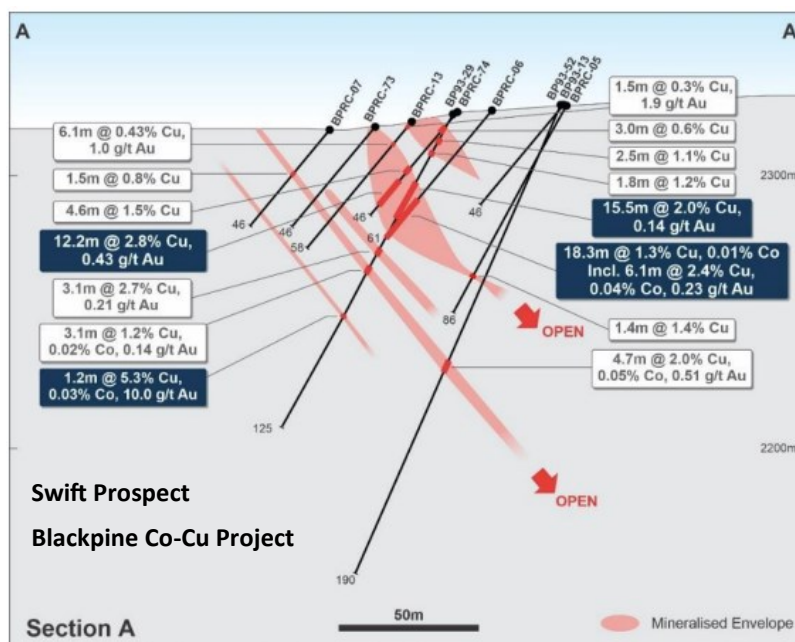 A
A
BPRC-07
BPRC-73
BPRC-13
BP93-29
BPRC-74
BPRC-06
BP93-52
BP93-13
BPRC-05
6.1m @ 0.43% Cu,
1.0 g/t Au
1.5m @ 0.8% Cu
4.6m @ 1.5% Cu
12.2m @ 2.8% Cu,
0.43 g/t Au
3.1m @ 2.7% Cu,
0.21 g/t Au
3.1m @ 1.2% Cu,
0.02% Co, 0.14 g/t Au
1.2m @ 5.3% Cu,
0.03% Co, 10.0 g/t Au
1.5m @ 0.3% Cu,
1.9 g/t Au
3.0m @ 0.6% Cu
2.5m @ 1.1% Cu
1.8m @ 1.2% Cu
2300m
15.5m @ 2.0% Cu,
0.14 g/t Au
18.3m @ 1.3% Cu, 0.01% Co
Incl. 6.1m @ 2.4% Cu,
0.04% Co, 0.23 g/t Au
1.4m @ 1.4% Cu
4.7m @ 2.0% Cu,
0.05% Co, 0.51 g/t Au
46
46
58
46
61
46
86
125
190
OPEN
OPEN
2200m
Swift Prospect
Blackpine Co-Cu Project
Section A
50m
Mineralised Envelope